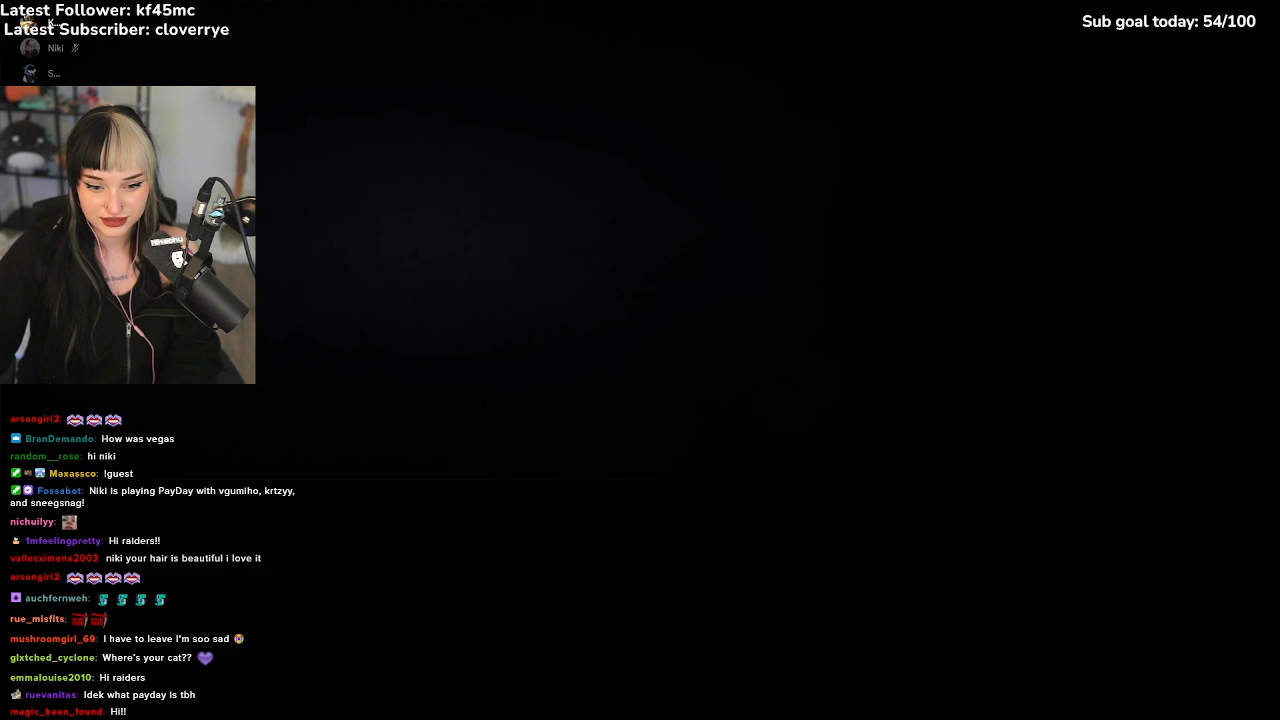 Latest Follower: kf45mc
K...
Latest Subscriber: cloverrye
Sub goal today: 54/100
Niki
S...
arsongirl2:
BranDemando: How was vegas
random__rose: hi niki
Maxassco: !guest
Fossabot: Niki is playing PayDay with vgumiho, krtzyy,
and sneegsnag!
nichuilyy:
1mfeelingpretty: Hi raiders!!
vallesximena2003: niki your hair is beautiful i love it
arsongirl2:
auchfernweh:
rue_misfits:
mushroomgirl_69: I have to leave I'm soo sad
glxtched_cyclone: Where's your cat??
emmalouise2010: Hi raiders
ruevanitas: Idek what payday is tbh
magic_been_found: Hi!!